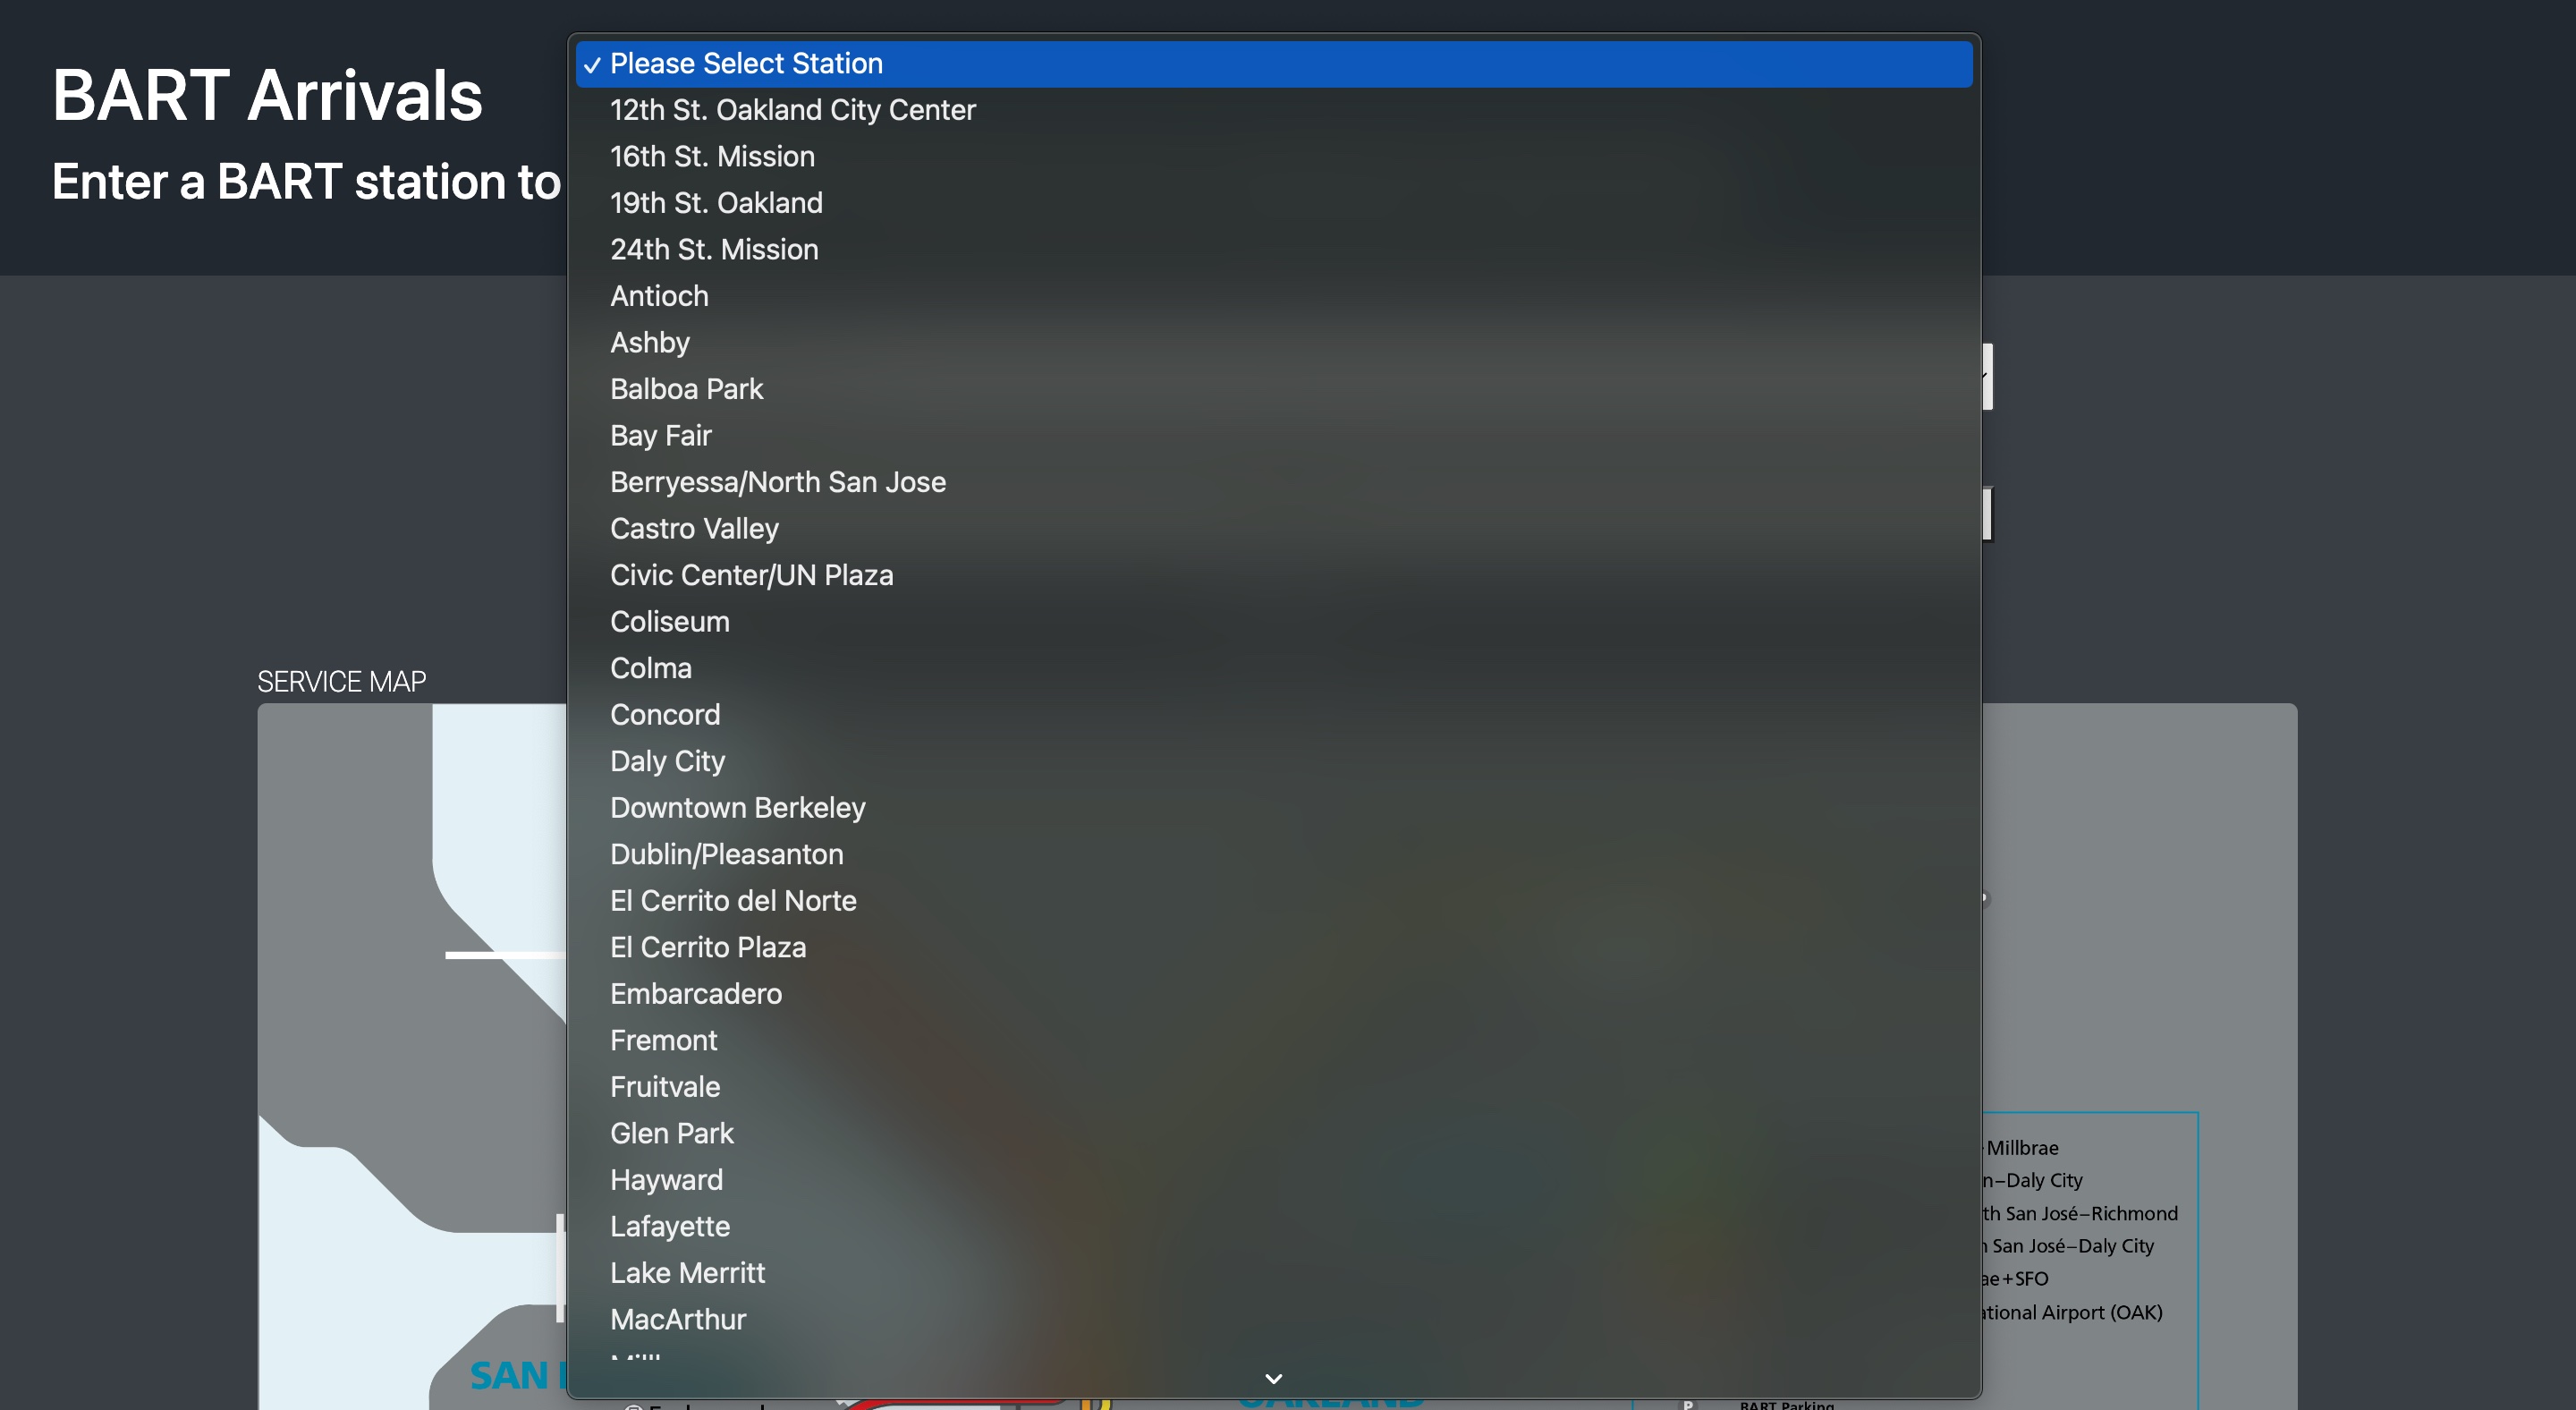 BART Arrivals
Enter a BART station to
✓ Please Select Station
12th St. Oakland City Center
16th St. Mission
19th St. Oakland
24th St. Mission
Antioch
Ashby
Balboa Park
Bay Fair
Berryessa/North San Jose
Castro Valley
Civic Center/UN Plaza
Coliseum
Colma
Concord
Daly City
Downtown Berkeley
Dublin/Pleasanton
El Cerrito del Norte
El Cerrito Plaza
Embarcadero
Fremont
Fruitvale
Glen Park
Hayward
Lafayette
Lake Merritt
MacArthur
SERVICE MAP
Millbrae
n–Daly City
th San José–Richmond
San José–Daly City
ae+SFO
ational Airport (OAK)
SAN
OAKLAND
P BART Parking